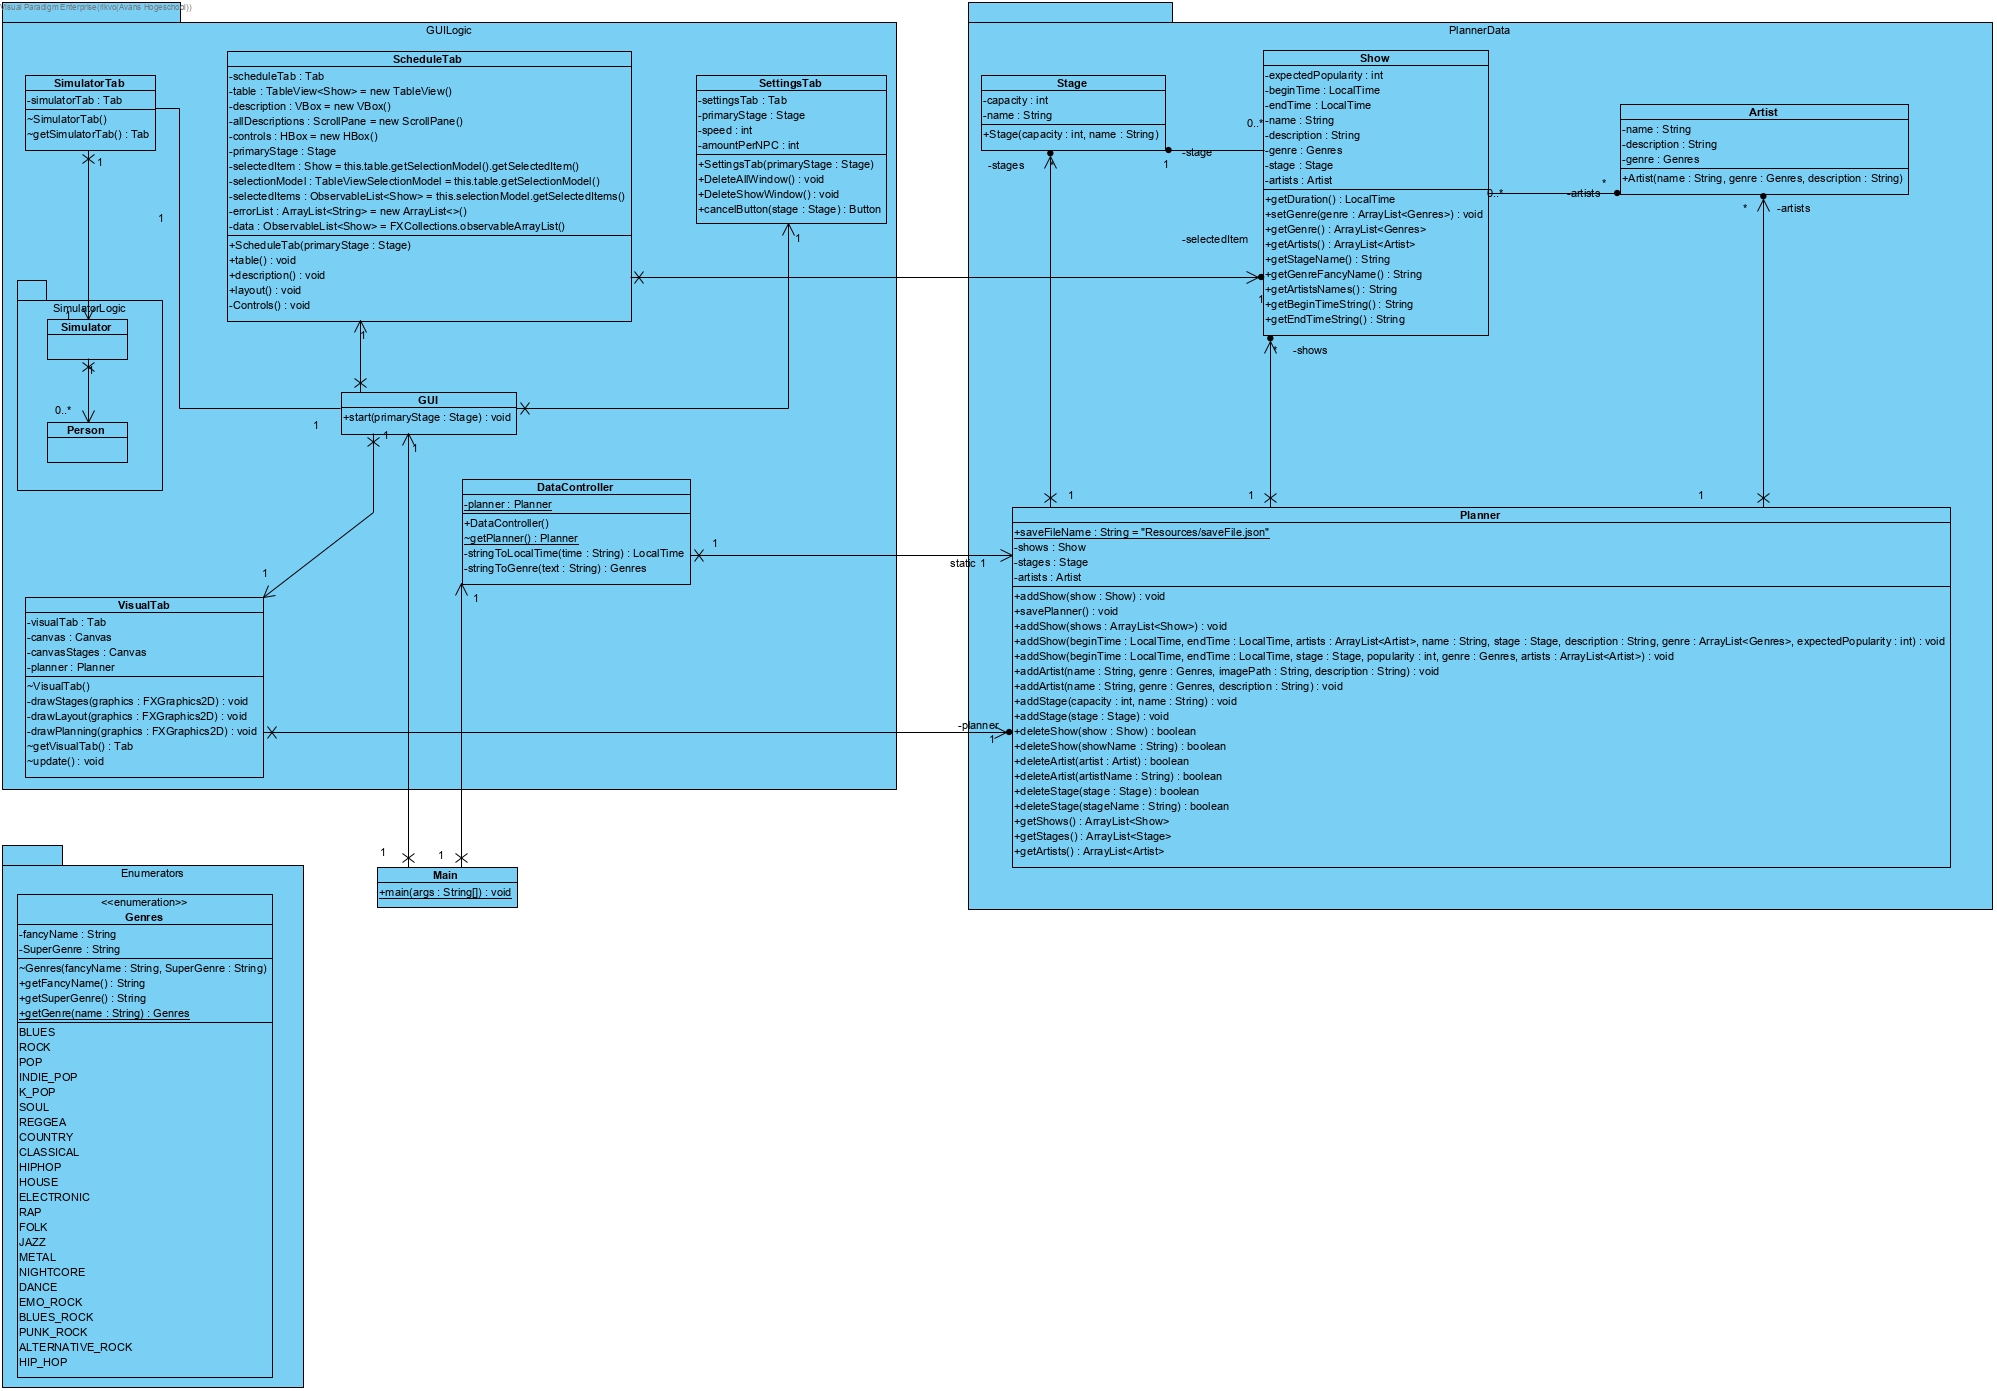 Visual Paradigm Enterprise(rikvo(Avans Hogeschool))
GUILogic
SimulatorTab
-simulatorTab : Tab
~SimulatorTab()
~getSimulatorTab() : Tab
1
1
ScheduleTab
-scheduleTab : Tab
-table : TableView<Show> = new TableView()
-description : VBox = new VBox()
-allDescriptions : ScrollPane = new ScrollPane()
-controls : HBox = new HBox()
-primaryStage : Stage
-selectedItem : Show = this.table.getSelectionModel().getSelectedItem()
-selectionModel : TableViewSelectionModel = this.table.getSelectionModel()
-selectedItems : ObservableList<Show> = this.selectionModel.getSelectedItems()
-errorList : ArrayList<String> = new ArrayList<>()
-data : ObservableList<Show> = FXCollections.observableArrayList()
+ScheduleTab(primaryStage : Stage)
+table() : void
+description() : void
+layout() : void
-Controls() : void
1
SettingsTab
-settingsTab : Tab
-primaryStage : Stage
-speed : int
-amountPerNPC : int
+SettingsTab(primaryStage : Stage)
+DeleteAllWindow() : void
+DeleteShowWindow() : void
+cancelButton(stage : Stage) : Button
1
SimulatorLogic
1
Simulator
1
0..*
Person
GUI
+start(primaryStage : Stage) : void
1
1
1
DataController
-planner : Planner
+DataController()
~getPlanner() : Planner
-stringToLocalTime(time : String) : LocalTime
-stringToGenre(text : String) : Genres
1
1
static 1
1
VisualTab
-visualTab : Tab
-canvas : Canvas
-canvasStages : Canvas
-planner : Planner
~VisualTab()
-drawStages(graphics : FXGraphics2D) : void
-drawLayout(graphics : FXGraphics2D) : void
-drawPlanning(graphics : FXGraphics2D) : void
~getVisualTab() : Tab
~update() : void
-planner
1
1
1
Main
+main(args : String[]) : void
PlannerData
Stage
-capacity : int
-name : String
+Stage(capacity : int, name : String)
-stages
*
1
-stage
0..*
Show
-expectedPopularity : int
-beginTime : LocalTime
-endTime : LocalTime
-name : String
-description : String
-genre : Genres
-stage : Stage
-artists : Artist
+getDuration() : LocalTime
+setGenre(genre : ArrayList<Genres>) : void
+getGenre() : ArrayList<Genres>
+getArtists() : ArrayList<Artist>
+getStageName() : String
+getGenreFancyName() : String
+getArtistsNames() : String
+getBeginTimeString() : String
+getEndTimeString() : String
-selectedItem
1
*
-shows
Artist
-name : String
-description : String
-genre : Genres
+Artist(name : String, genre : Genres, description : String)
0..*
-artists
*
*
-artists
1
1
1
Planner
+saveFileName : String = "Resources/saveFile.json"
-shows : Show
-stages : Stage
-artists : Artist
+addShow(show : Show) : void
+savePlanner() : void
+addShow(shows : ArrayList<Show>) : void
+addShow(beginTime : LocalTime, endTime : LocalTime, artists : ArrayList<Artist>, name : String, stage : Stage, description : String, genre : ArrayList<Genres>, expectedPopularity : int) : void
+addShow(beginTime : LocalTime, endTime : LocalTime, stage : Stage, popularity : int, genre : Genres, artists : ArrayList<Artist>) : void
+addArtist(name : String, genre : Genres, imagePath : String, description : String) : void
+addArtist(name : String, genre : Genres, description : String) : void
+addStage(capacity : int, name : String) : void
+addStage(stage : Stage) : void
+deleteShow(show : Show) : boolean
+deleteShow(showName : String) : boolean
+deleteArtist(artist : Artist) : boolean
+deleteArtist(artistName : String) : boolean
+deleteStage(stage : Stage) : boolean
+deleteStage(stageName : String) : boolean
+getShows() : ArrayList<Show>
+getStages() : ArrayList<Stage>
+getArtists() : ArrayList<Artist>
Enumerators
<<enumeration>>
Genres
-fancyName : String
-SuperGenre : String
~Genres(fancyName : String, SuperGenre : String)
+getFancyName() : String
+getSuperGenre() : String
+getGenre(name : String) : Genres
BLUES
ROCK
POP
INDIE_POP
K_POP
SOUL
REGGEA
COUNTRY
CLASSICAL
HIPHOP
HOUSE
ELECTRONIC
RAP
FOLK
JAZZ
METAL
NIGHTCORE
DANCE
EMO_ROCK
BLUES_ROCK
PUNK_ROCK
ALTERNATIVE_ROCK
HIP_HOP